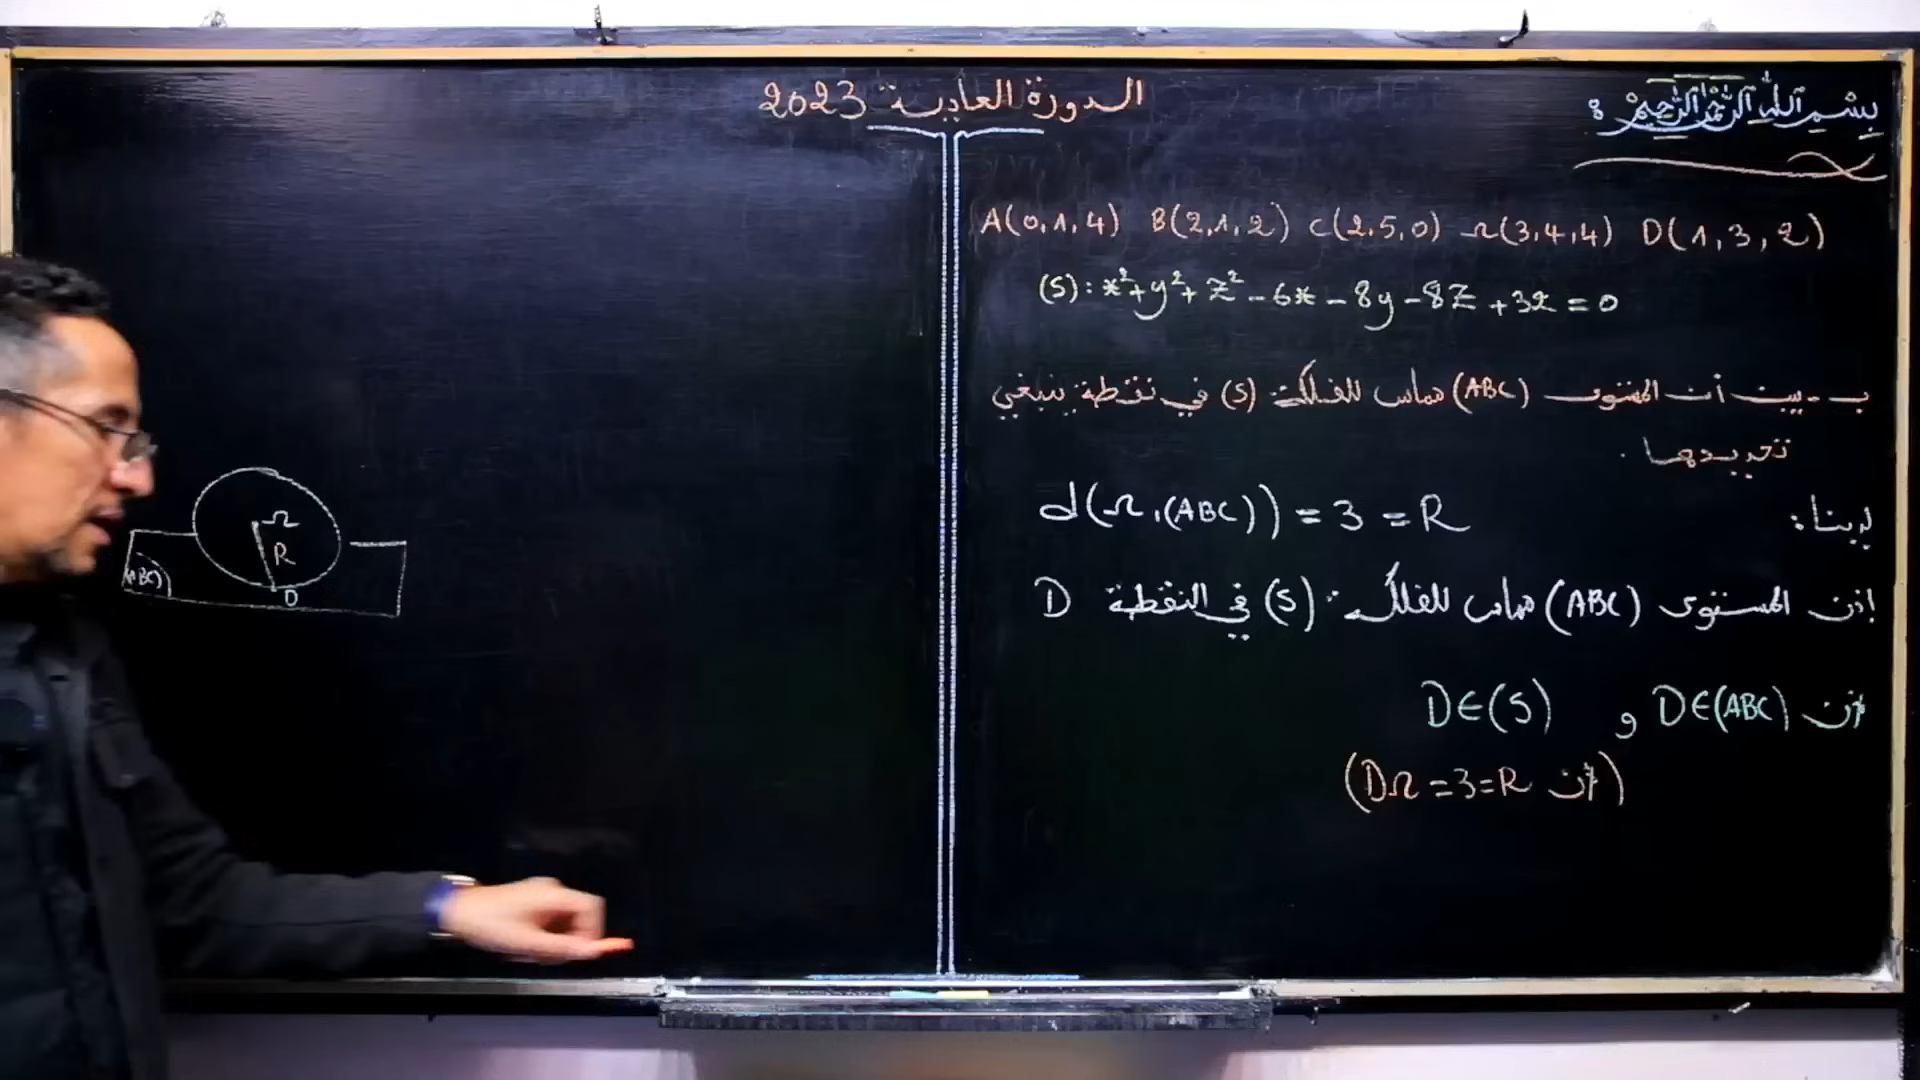 بسم الله الرحمن الرحيم :
الدورة العادية 2023
A(0,1,4) B(2,1,2) C(2,5,0) Ω(3,4,4) D(1,3,2)
(S): x²+y²+z²-6x-8y-8z+32=0
ب - بين أن المستوى (ABC) مماس للفلكة (S) في نقطة ينبغي
تحديدها .
لدينا : d(Ω,(ABC)) = 3 = R
إذن المستوى (ABC) مماس للفلكة (S) في النقطة D
لأن D∈(ABC) و D∈(S)
(لأن DΩ=3=R)
Ω
R
(ABC)
D